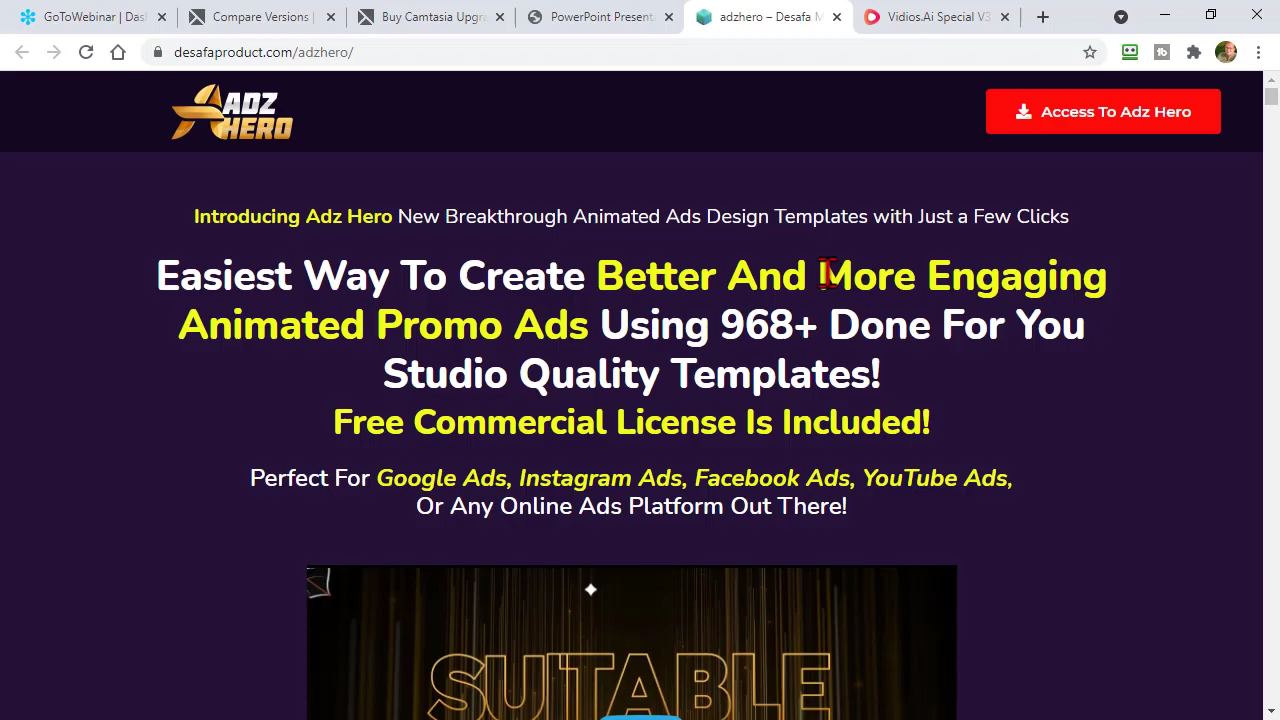 GoToWebinar | Das
Compare Versions |
Buy Camtasia Upgra
PowerPoint Present
adzhero – Desafa M
Vidios.Ai Special V3
desafaproduct.com/adzhero/
ADZ
HERO
Access To Adz Hero
Introducing Adz Hero New Breakthrough Animated Ads Design Templates with Just a Few Clicks
Easiest Way To Create Better And More Engaging
Animated Promo Ads Using 968+ Done For You
Studio Quality Templates!
Free Commercial License Is Included!
Perfect For Google Ads, Instagram Ads, Facebook Ads, YouTube Ads,
Or Any Online Ads Platform Out There!
SUITABLE